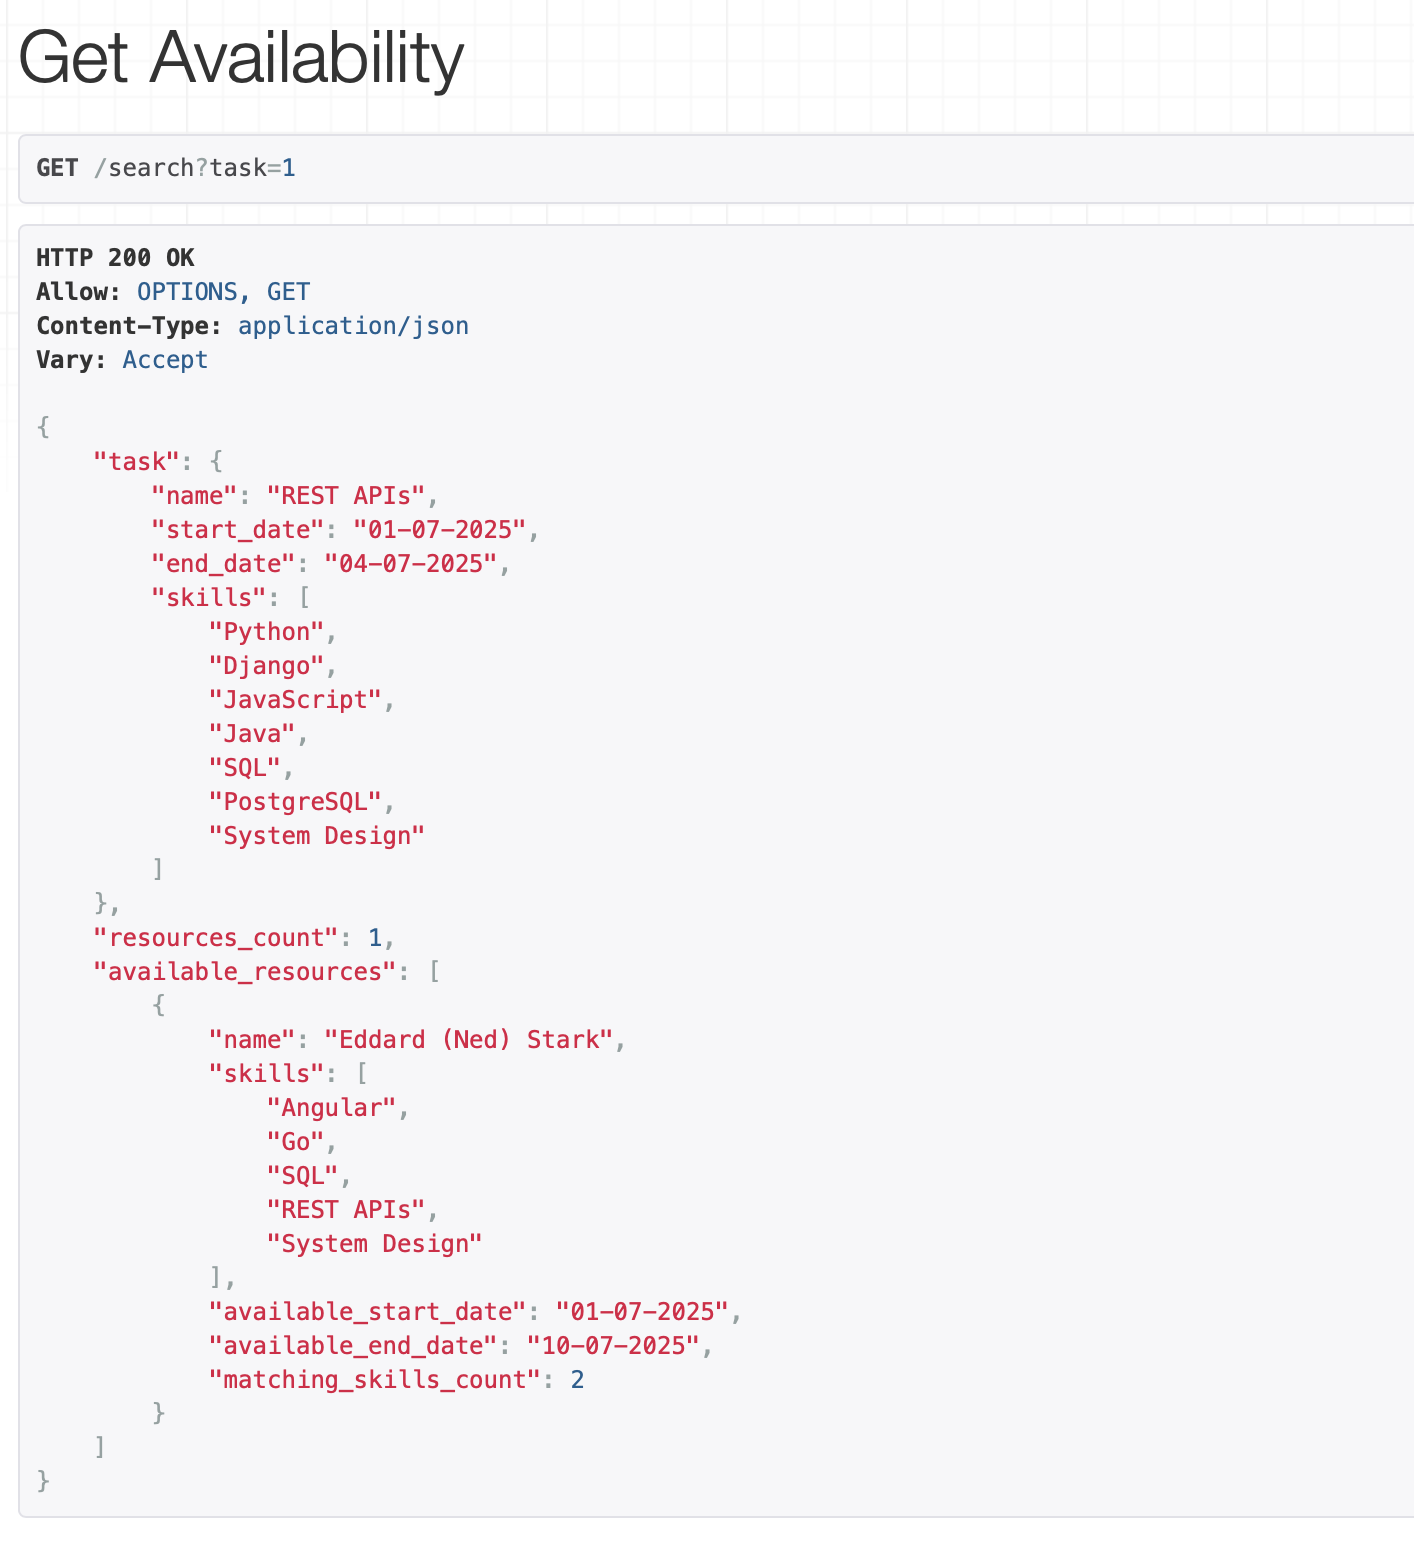 Get Availability
GET /search?task=1
HTTP 200 OK
Allow: OPTIONS, GET
Content-Type: application/json
Vary: Accept
{
    "task": {
        "name": "REST APIs",
        "start_date": "01-07-2025",
        "end_date": "04-07-2025",
        "skills": [
            "Python",
            "Django",
            "JavaScript",
            "Java",
            "SQL",
            "PostgreSQL",
            "System Design"
        ]
    },
    "resources_count": 1,
    "available_resources": [
        {
            "name": "Eddard (Ned) Stark",
            "skills": [
                "Angular",
                "Go",
                "SQL",
                "REST APIs",
                "System Design"
            ],
            "available_start_date": "01-07-2025",
            "available_end_date": "10-07-2025",
            "matching_skills_count": 2
        }
    ]
}